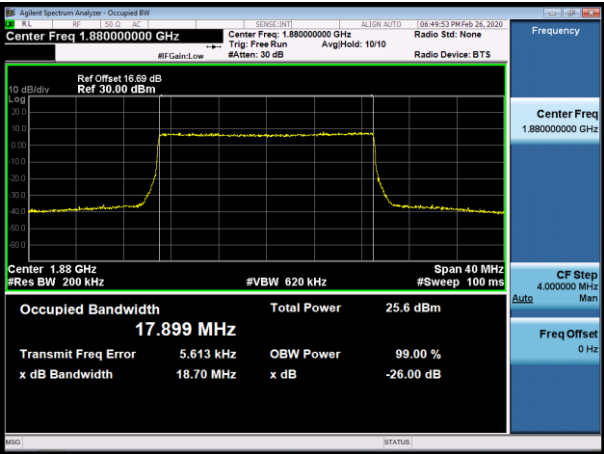 Agilent Spectrum Analyzer - Occupied BW
RL RF 50 Ω AC SENSE:INT ALIGN AUTO 06:49:53 PM Feb 26, 2020
Center Freq 1.880000000 GHz
Center Freq: 1.880000000 GHz
Radio Std: None
Trig: Free Run Avg|Hold: 10/10
#IFGain:Low
#Atten: 30 dB
Radio Device: BTS
Frequency
Ref Offset 16.69 dB
10 dB/div Ref 30.00 dBm
Log
20.0
10.0
0.00
-10.0
-20.0
-30.0
-40.0
-50.0
-60.0
Center 1.88 GHz Span 40 MHz
#Res BW 200 kHz #VBW 620 kHz #Sweep 100 ms
Occupied Bandwidth Total Power 25.6 dBm
17.899 MHz
Transmit Freq Error 5.613 kHz OBW Power 99.00 %
x dB Bandwidth 18.70 MHz x dB -26.00 dB
Center Freq
1.880000000 GHz
CF Step
4.000000 MHz
Auto Man
Freq Offset
0 Hz
MSG STATUS